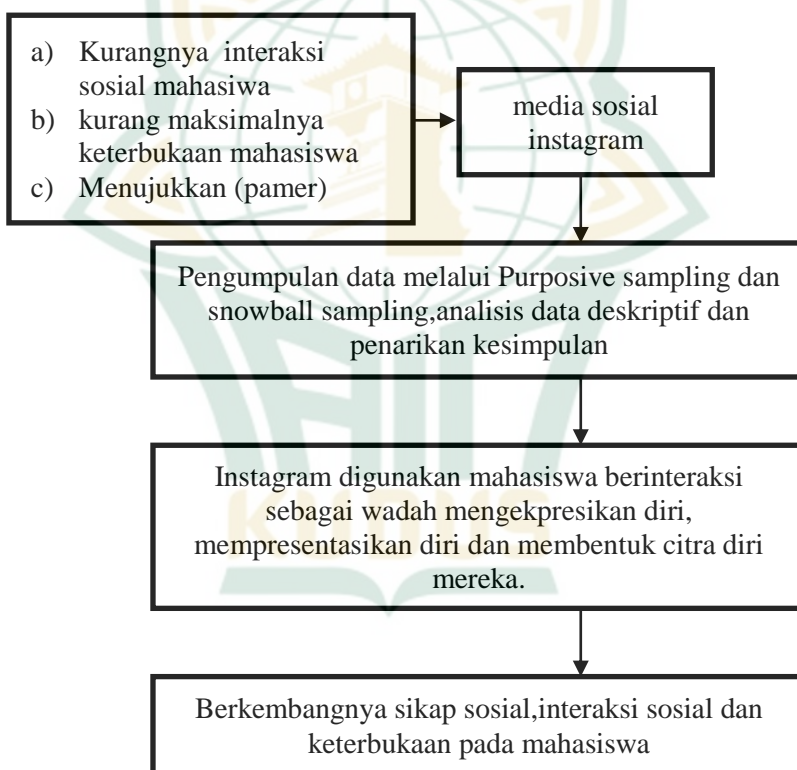 a) Kurangnya interaksi
sosial mahasiwa
b) kurang maksimalnya
keterbukaan mahasiswa
c) Menujukkan (pamer)
media sosial
instagram
Pengumpulan data melalui Purposive sampling dan
snowball sampling,analisis data deskriptif dan
penarikan kesimpulan
Instagram digunakan mahasiswa berinteraksi
sebagai wadah mengekpresikan diri,
mempresentasikan diri dan membentuk citra diri
mereka.
Berkembangnya sikap sosial,interaksi sosial dan
keterbukaan pada mahasiswa
KUDUS